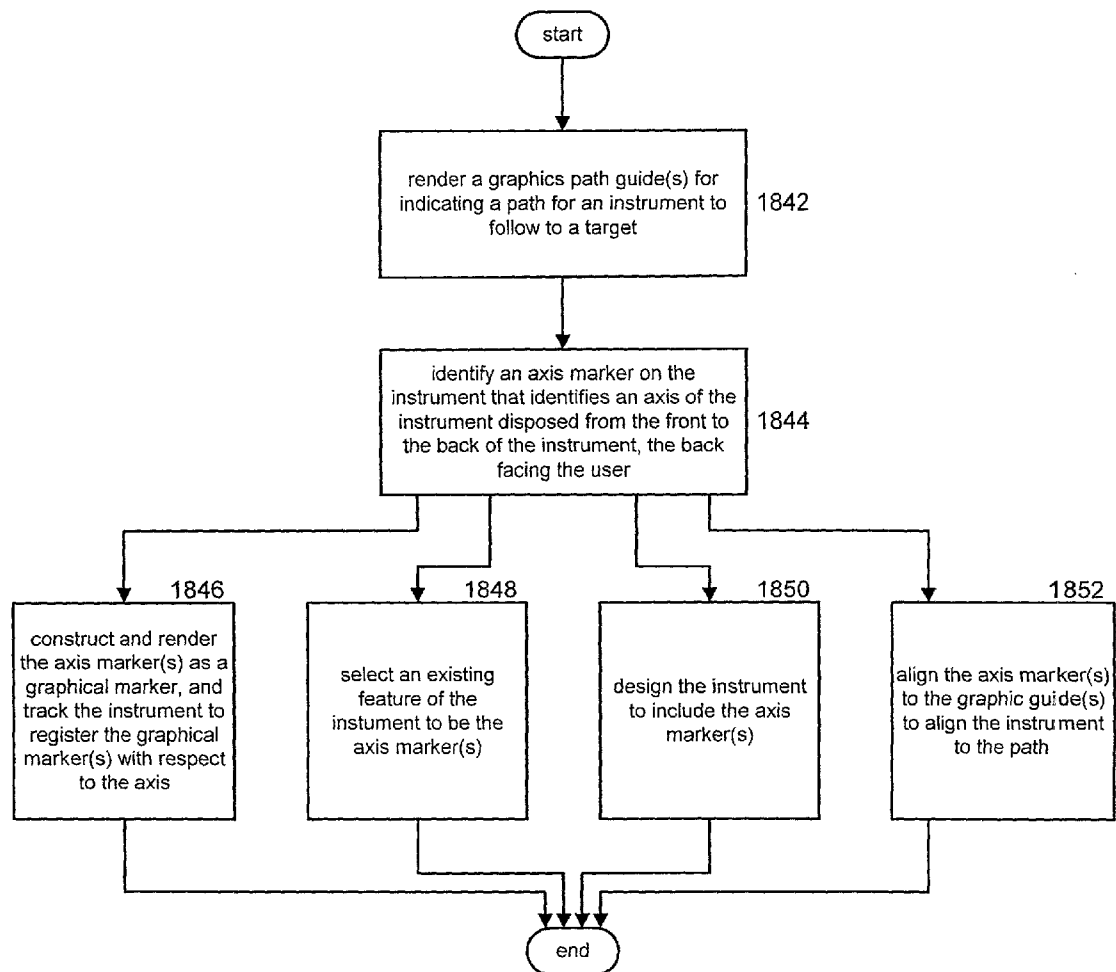 start
render a graphics path guide(s) for
indicating a path for an instrument to
follow to a target
1842
identify an axis marker on the
instrument that identifies an axis of the
instrument disposed from the front to
the back of the instrument, the back
facing the user
1844
1846
construct and render
the axis marker(s) as a
graphical marker, and
track the instrument to
register the graphical
marker(s) with respect
to the axis
1848
select an existing
feature of the
instument to be the
axis marker(s)
1850
design the instrument
to include the axis
marker(s)
1852
align the axis marker(s)
to the graphic guide(s)
to align the instrument
to the path
end